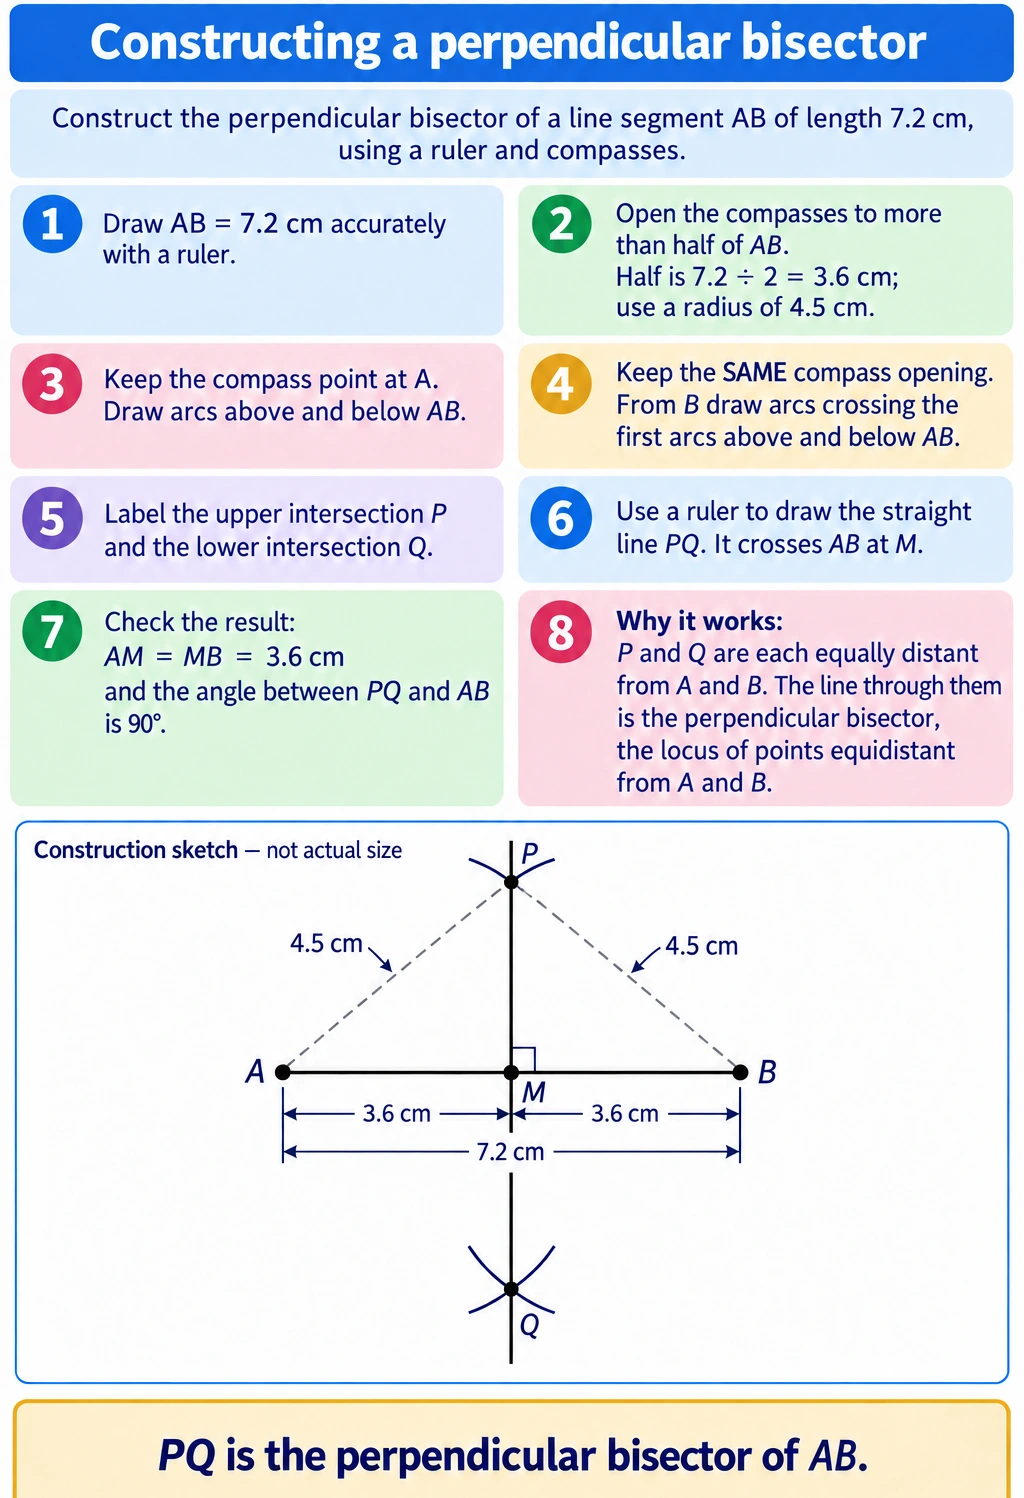 Constructing a perpendicular bisector
Construct the perpendicular bisector of a line segment AB of length 7.2 cm,
using a ruler and compasses.
1
Draw AB = 7.2 cm accurately
with a ruler.
2
Open the compasses to more
than half of AB.
Half is 7.2 ÷ 2 = 3.6 cm;
use a radius of 4.5 cm.
3
Keep the compass point at A.
Draw arcs above and below AB.
4
Keep the SAME compass opening.
From B draw arcs crossing the
first arcs above and below AB.
5
Label the upper intersection P
and the lower intersection Q.
6
Use a ruler to draw the straight
line PQ. It crosses AB at M.
7
Check the result:
AM = MB = 3.6 cm
and the angle between PQ and AB
is 90°.
8
Why it works:
P and Q are each equally distant
from A and B. The line through them
is the perpendicular bisector,
the locus of points equidistant
from A and B.
Construction sketch – not actual size
P
4.5 cm
4.5 cm
A
B
M
3.6 cm
3.6 cm
7.2 cm
Q
PQ is the perpendicular bisector of AB.